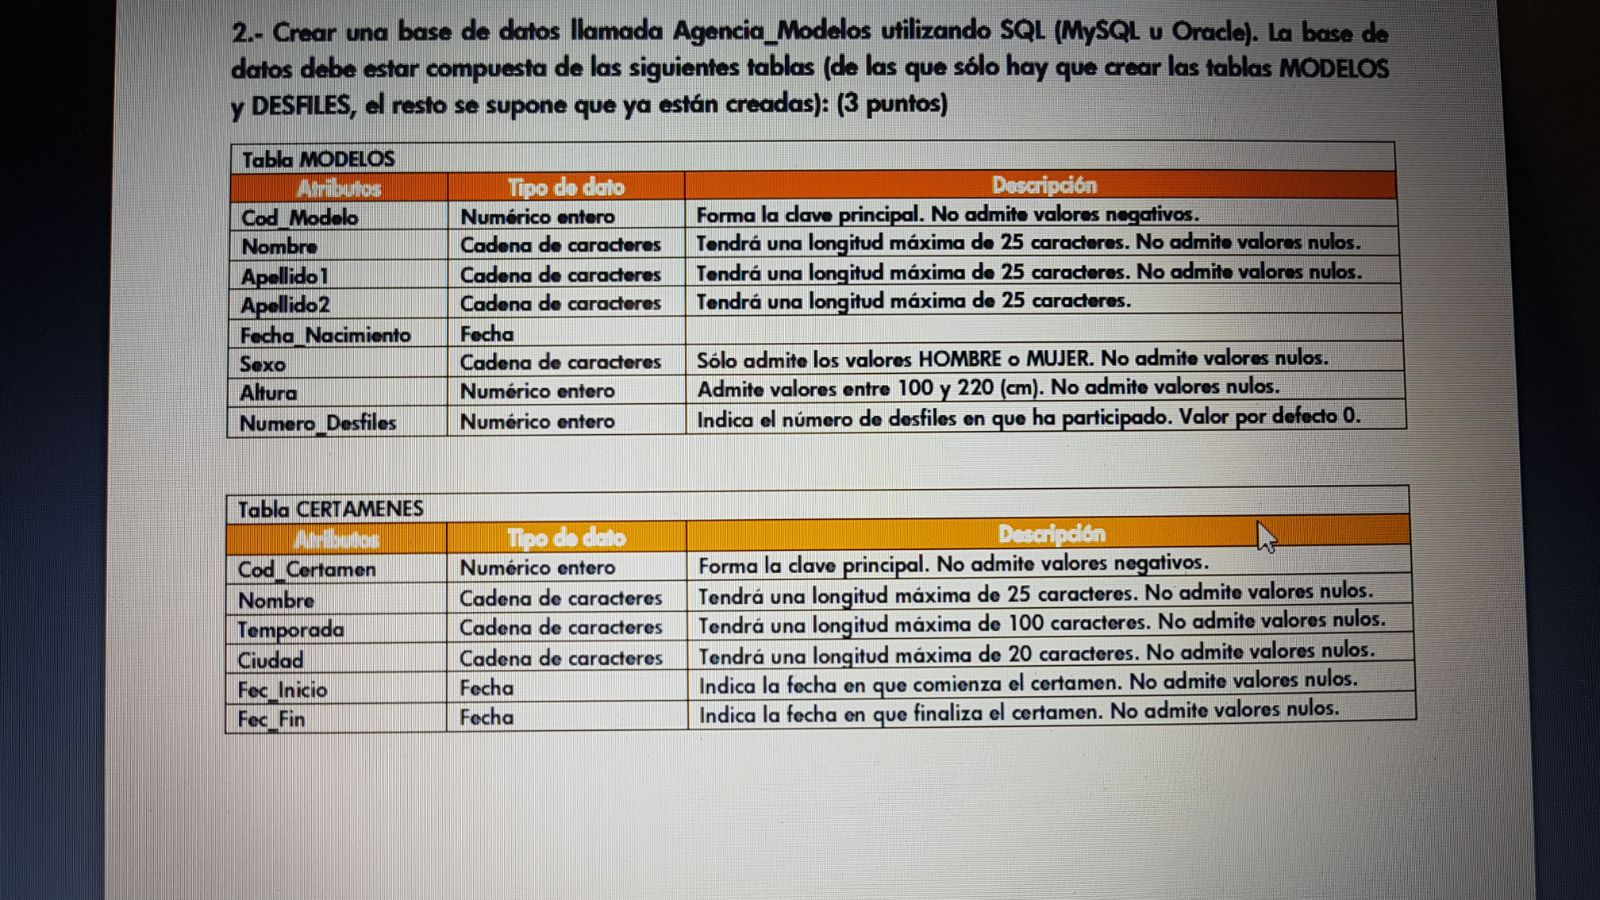 2.- Crear una base de datos llamada Agencia_Modelos utilizando SQL (MySQL u Oracle). La base de
datos debe estar compuesta de las siguientes tablas (de las que sólo hay que crear las tablas MODELOS
y DESFILES, el resto se supone que ya están creadas): (3 puntos)
Tabla MODELOS
Atributos Tipo de dato Descripción
Cod_Modelo Numérico entero Forma la clave principal. No admite valores negativos.
Nombre Cadena de caracteres Tendrá una longitud máxima de 25 caracteres. No admite valores nulos.
Apellido1 Cadena de caracteres Tendrá una longitud máxima de 25 caracteres. No admite valores nulos.
Apellido2 Cadena de caracteres Tendrá una longitud máxima de 25 caracteres.
Fecha_Nacimiento Fecha
Sexo Cadena de caracteres Sólo admite los valores HOMBRE o MUJER. No admite valores nulos.
Altura Numérico entero Admite valores entre 100 y 220 (cm). No admite valores nulos.
Numero_Desfiles Numérico entero Indica el número de desfiles en que ha participado. Valor por defecto 0.
Tabla CERTAMENES
Atributos Tipo de dato Descripción
Cod_Certamen Numérico entero Forma la clave principal. No admite valores negativos.
Nombre Cadena de caracteres Tendrá una longitud máxima de 25 caracteres. No admite valores nulos.
Temporada Cadena de caracteres Tendrá una longitud máxima de 100 caracteres. No admite valores nulos.
Ciudad Cadena de caracteres Tendrá una longitud máxima de 20 caracteres. No admite valores nulos.
Fec_Inicio Fecha Indica la fecha en que comienza el certamen. No admite valores nulos.
Fec_Fin Fecha Indica la fecha en que finaliza el certamen. No admite valores nulos.